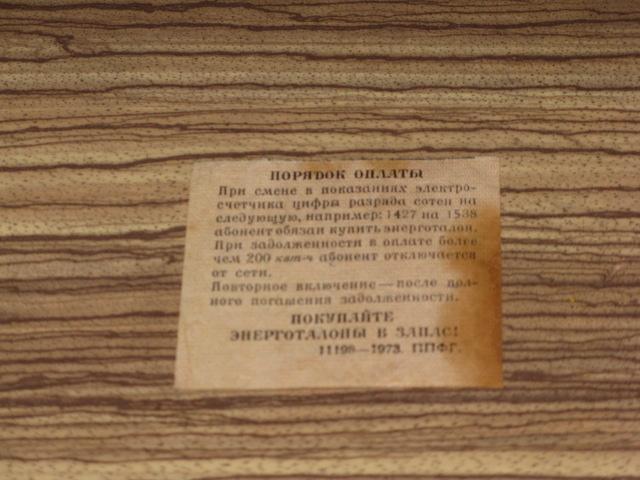 ПОРЯДОК ОПЛАТЫ
При смене в показаниях электро-
счетчика цифры разряда сотен на
следующую, например: 1427 на 1538
абонент обязан купить энерготалон.
При задолженности в оплате более
чем 200 квт-ч абонент отключается
от сети.
Повторное включение — после пол-
ного погашения задолженности.
ПОКУПАЙТЕ
ЭНЕРГОТАЛОНЫ В ЗАПАС!
11198—1973. ППФГ.